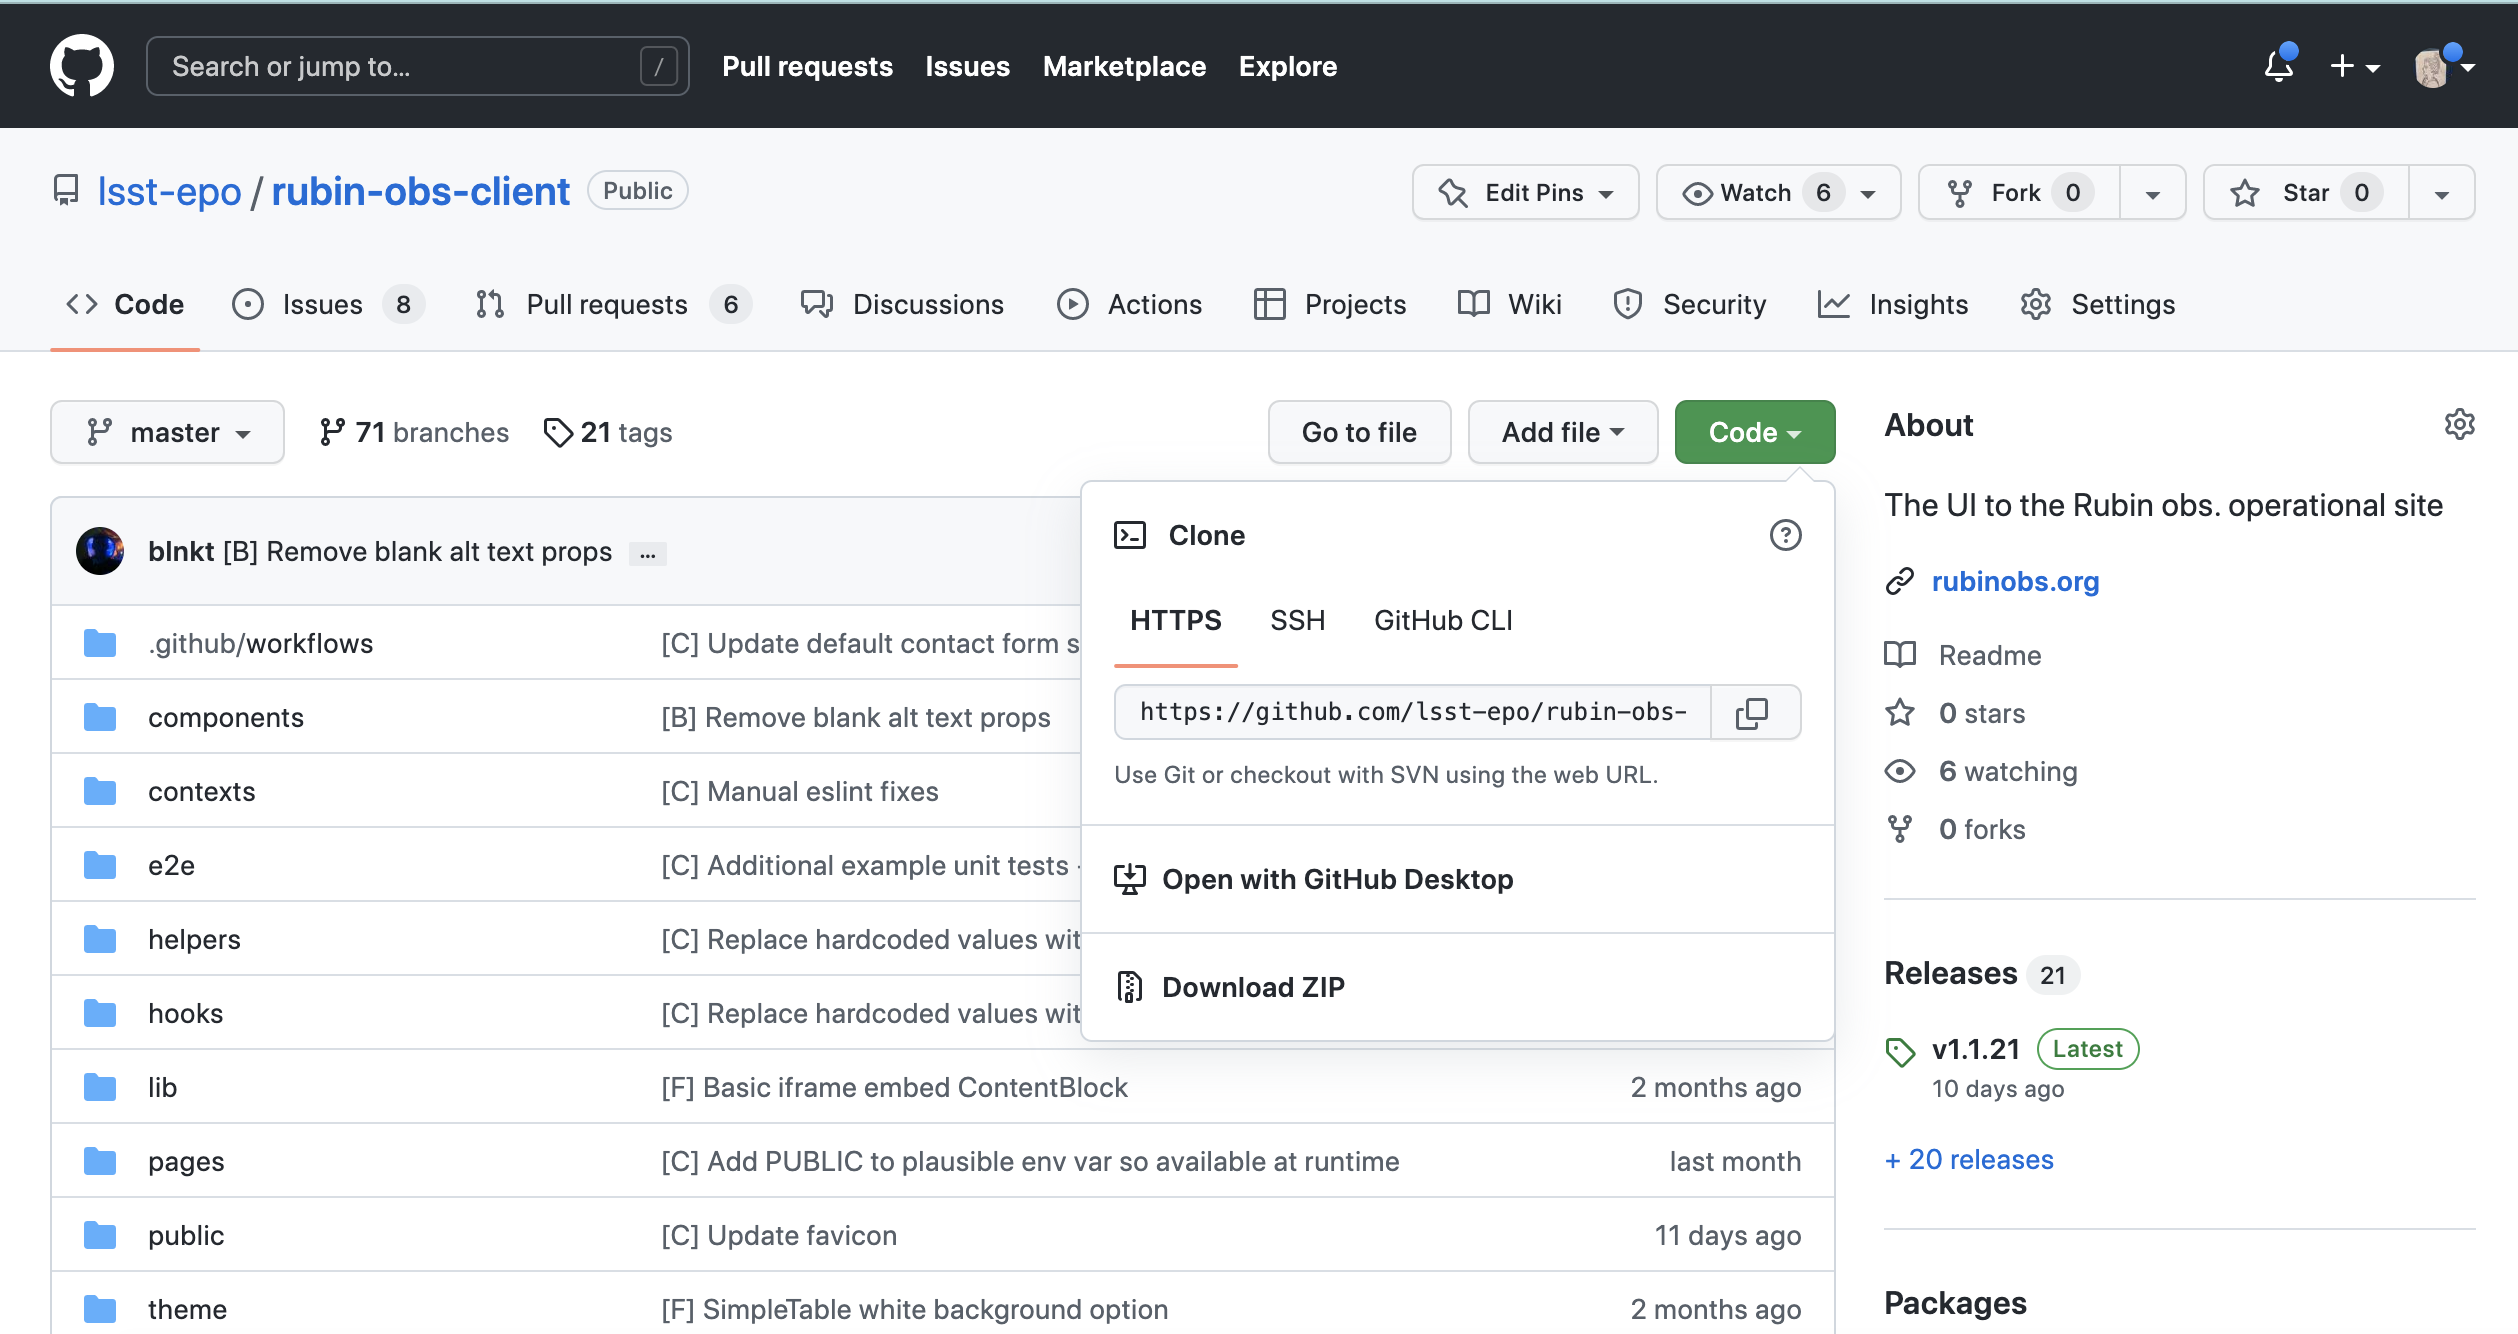 Search or jump to... / Pull requests Issues Marketplace Explore
lsst-epo / rubin-obs-client Public Edit Pins Watch 6 Fork 0 Star 0
Code Issues 8 Pull requests 6 Discussions Actions Projects Wiki Security Insights Settings
master 71 branches 21 tags Go to file Add file Code
blnkt [B] Remove blank alt text props ...
.github/workflows [C] Update default contact form s
components [B] Remove blank alt text props
contexts [C] Manual eslint fixes
e2e [C] Additional example unit tests -
helpers [C] Replace hardcoded values wit
hooks [C] Replace hardcoded values wit
lib [F] Basic iframe embed ContentBlock 2 months ago
pages [C] Add PUBLIC to plausible env var so available at runtime last month
public [C] Update favicon 11 days ago
theme [F] SimpleTable white background option 2 months ago
Clone
HTTPS SSH GitHub CLI
https://github.com/lsst-epo/rubin-obs-
Use Git or checkout with SVN using the web URL.
Open with GitHub Desktop
Download ZIP
About
The UI to the Rubin obs. operational site
rubinobs.org
Readme
0 stars
6 watching
0 forks
Releases 21
v1.1.21 Latest
10 days ago
+ 20 releases
Packages